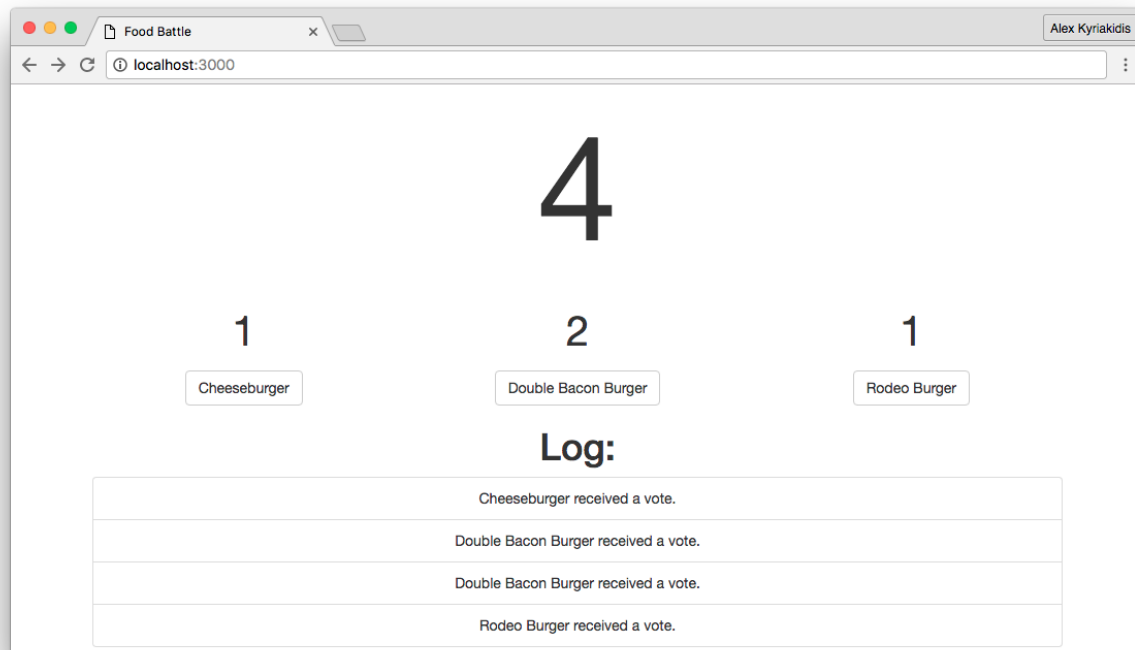 Food Battle
Alex Kyriakidis
localhost:3000
4
1 2 1
Cheeseburger Double Bacon Burger Rodeo Burger
Log:
Cheeseburger received a vote.
Double Bacon Burger received a vote.
Double Bacon Burger received a vote.
Rodeo Burger received a vote.